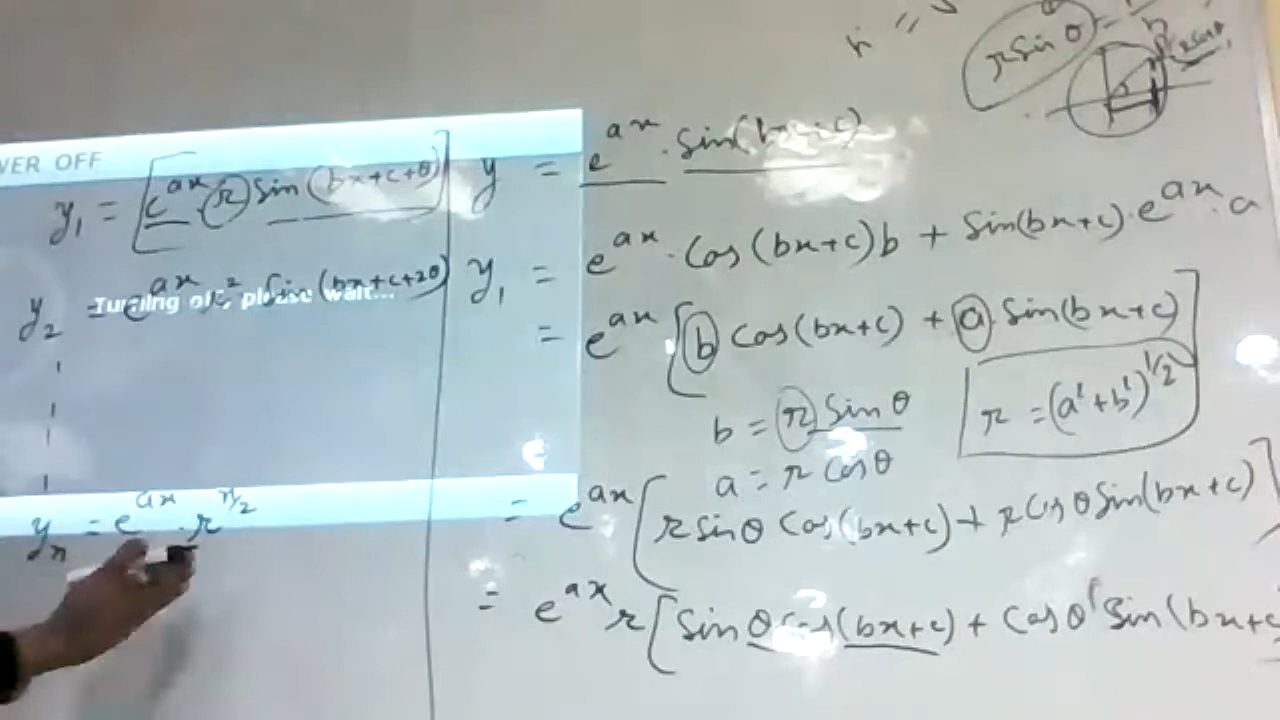 WER OFF
y₁ = [e^{ax} (r) sin (bx+c+θ)]
y₂ = e^{ax} r² sin (bx+c+2θ)
Turning off, please wait...
yₙ = e^{ax} . r^{n/2}
r sin θ =
y = e^{ax} . sin(bx+c)
y₁ = e^{ax} . cos (bx+c) b + sin(bx+c) . e^{ax} . a
= e^{ax} [b cos(bx+c) + a sin(bx+c)]
b = r sin θ
a = r cos θ
r = (a² + b²)^{1/2}
= e^{ax} [r sin θ cos(bx+c) + r cos θ sin(bx+c)]
= e^{ax} r [sin θ cos (bx+c) + cos θ sin (bx+c